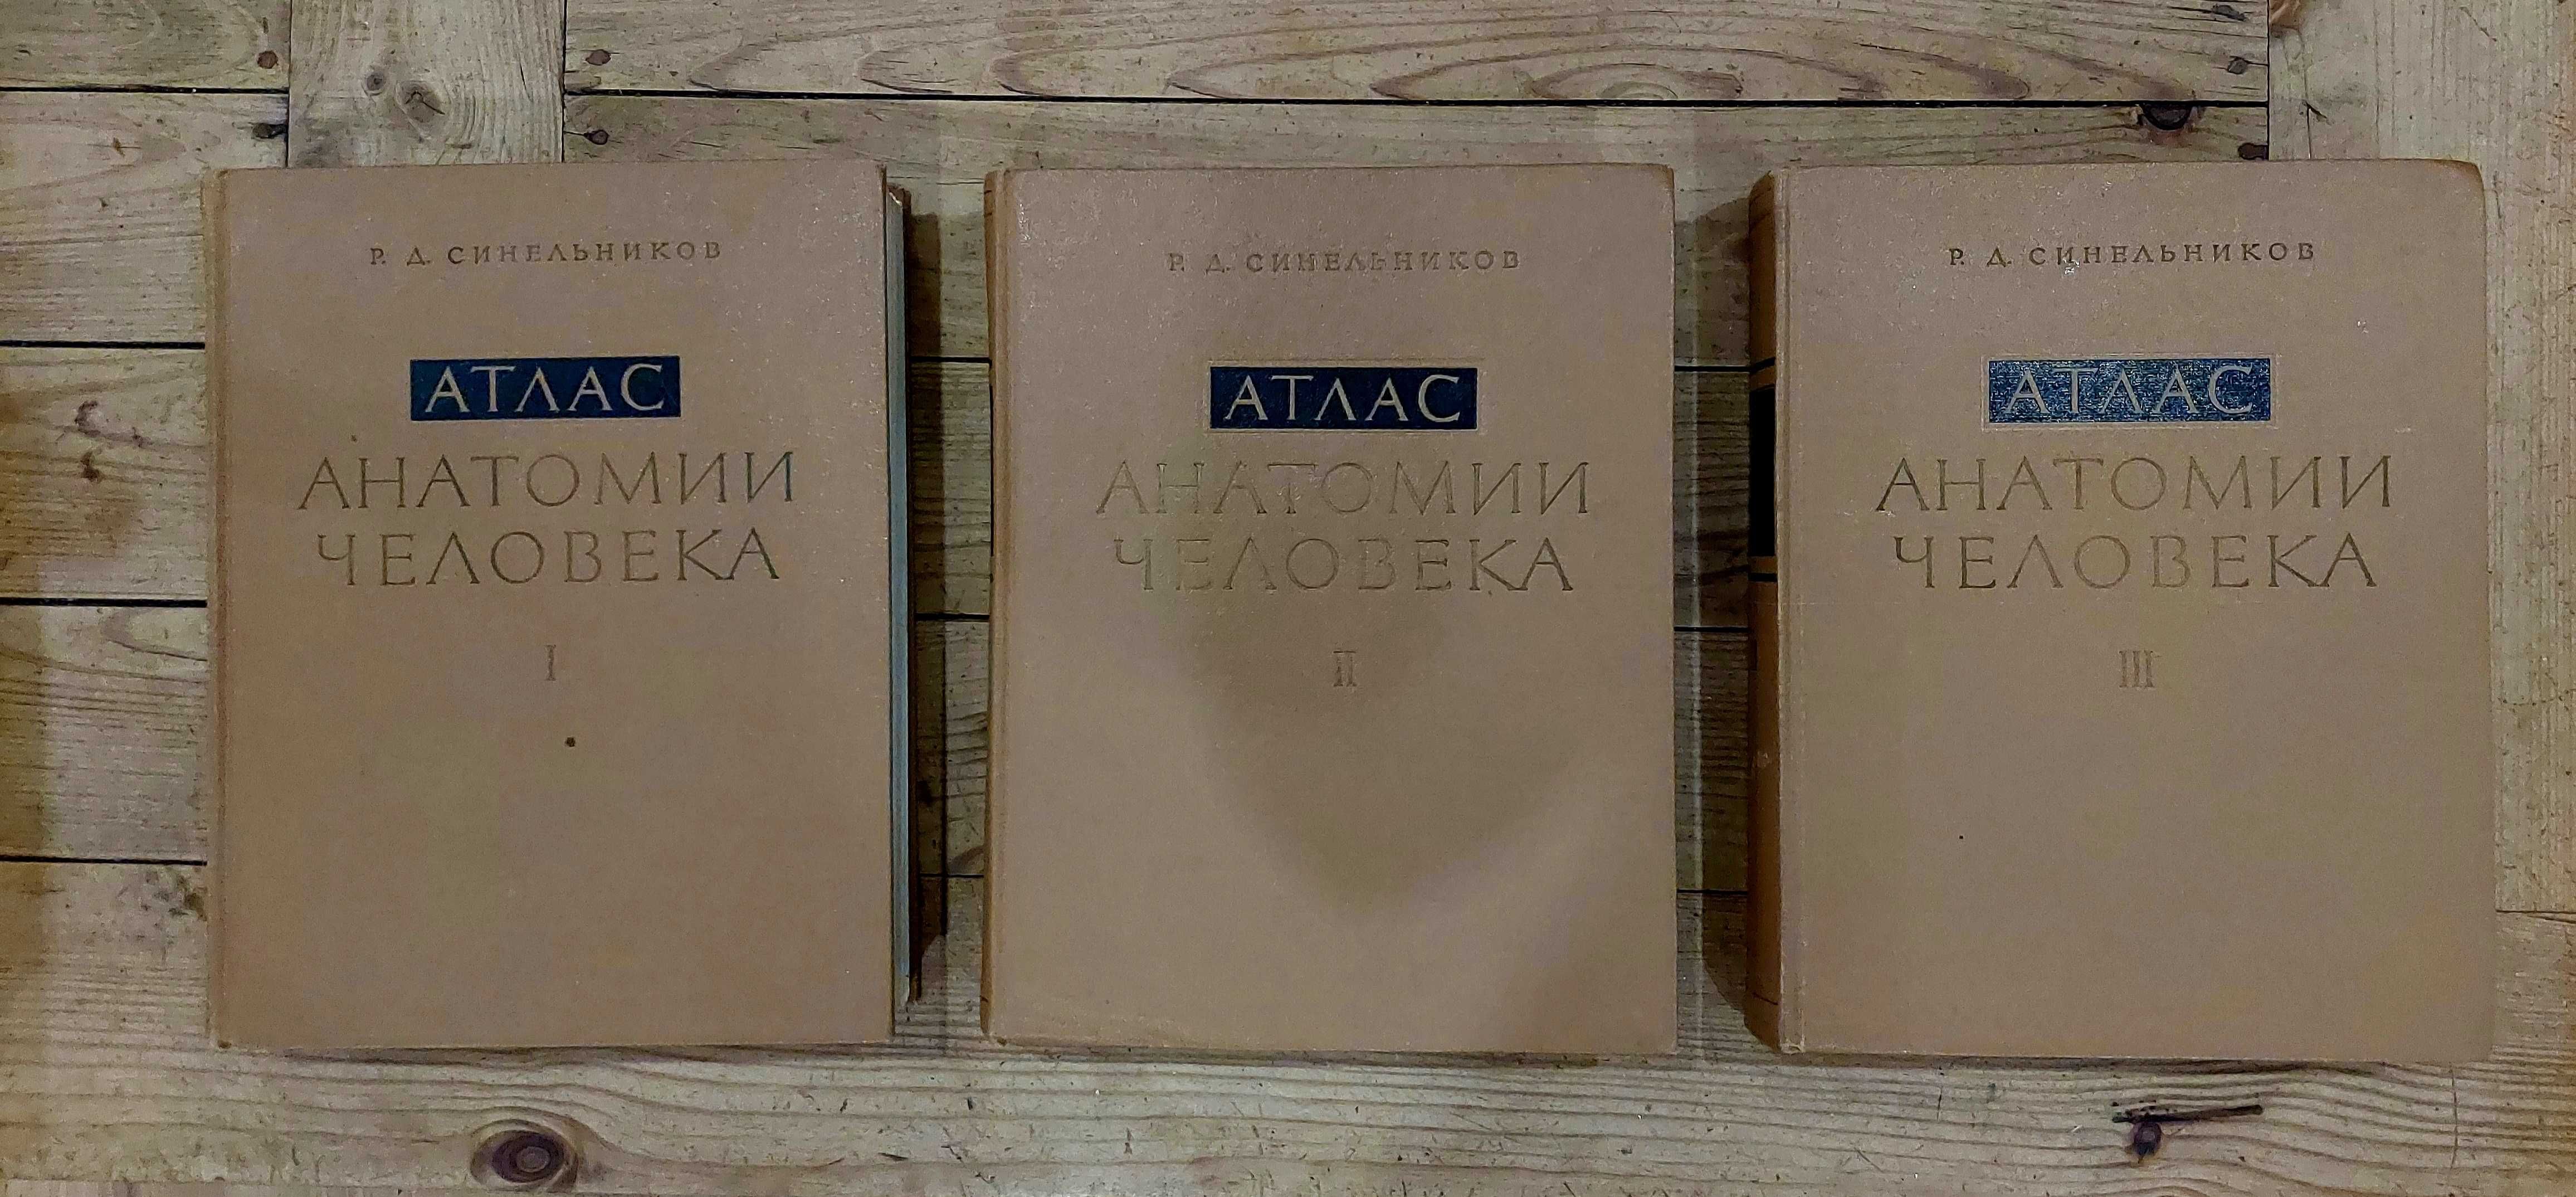 Р. Д. СИНЕЛЬНИКОВ
АТЛАС
АНАТОМИИ
ЧЕЛОВЕКА
I
Р. Д. СИНЕЛЬНИКОВ
АТЛАС
АНАТОМИИ
ЧЕЛОВЕКА
II
Р. Д. СИНЕЛЬНИКОВ
АТЛАС
АНАТОМИИ
ЧЕЛОВЕКА
III